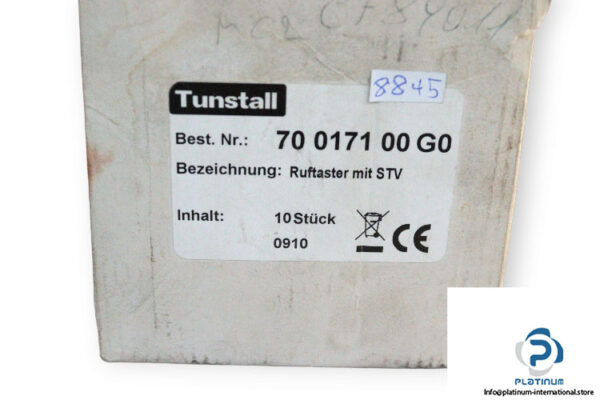 Tunstall
8845
Best. Nr.: 70 0171 00 G0
Bezeichnung: Ruftaster mit STV
Inhalt: 10 Stück
0910
CE
PLATINUM
Info@platinum-international.store